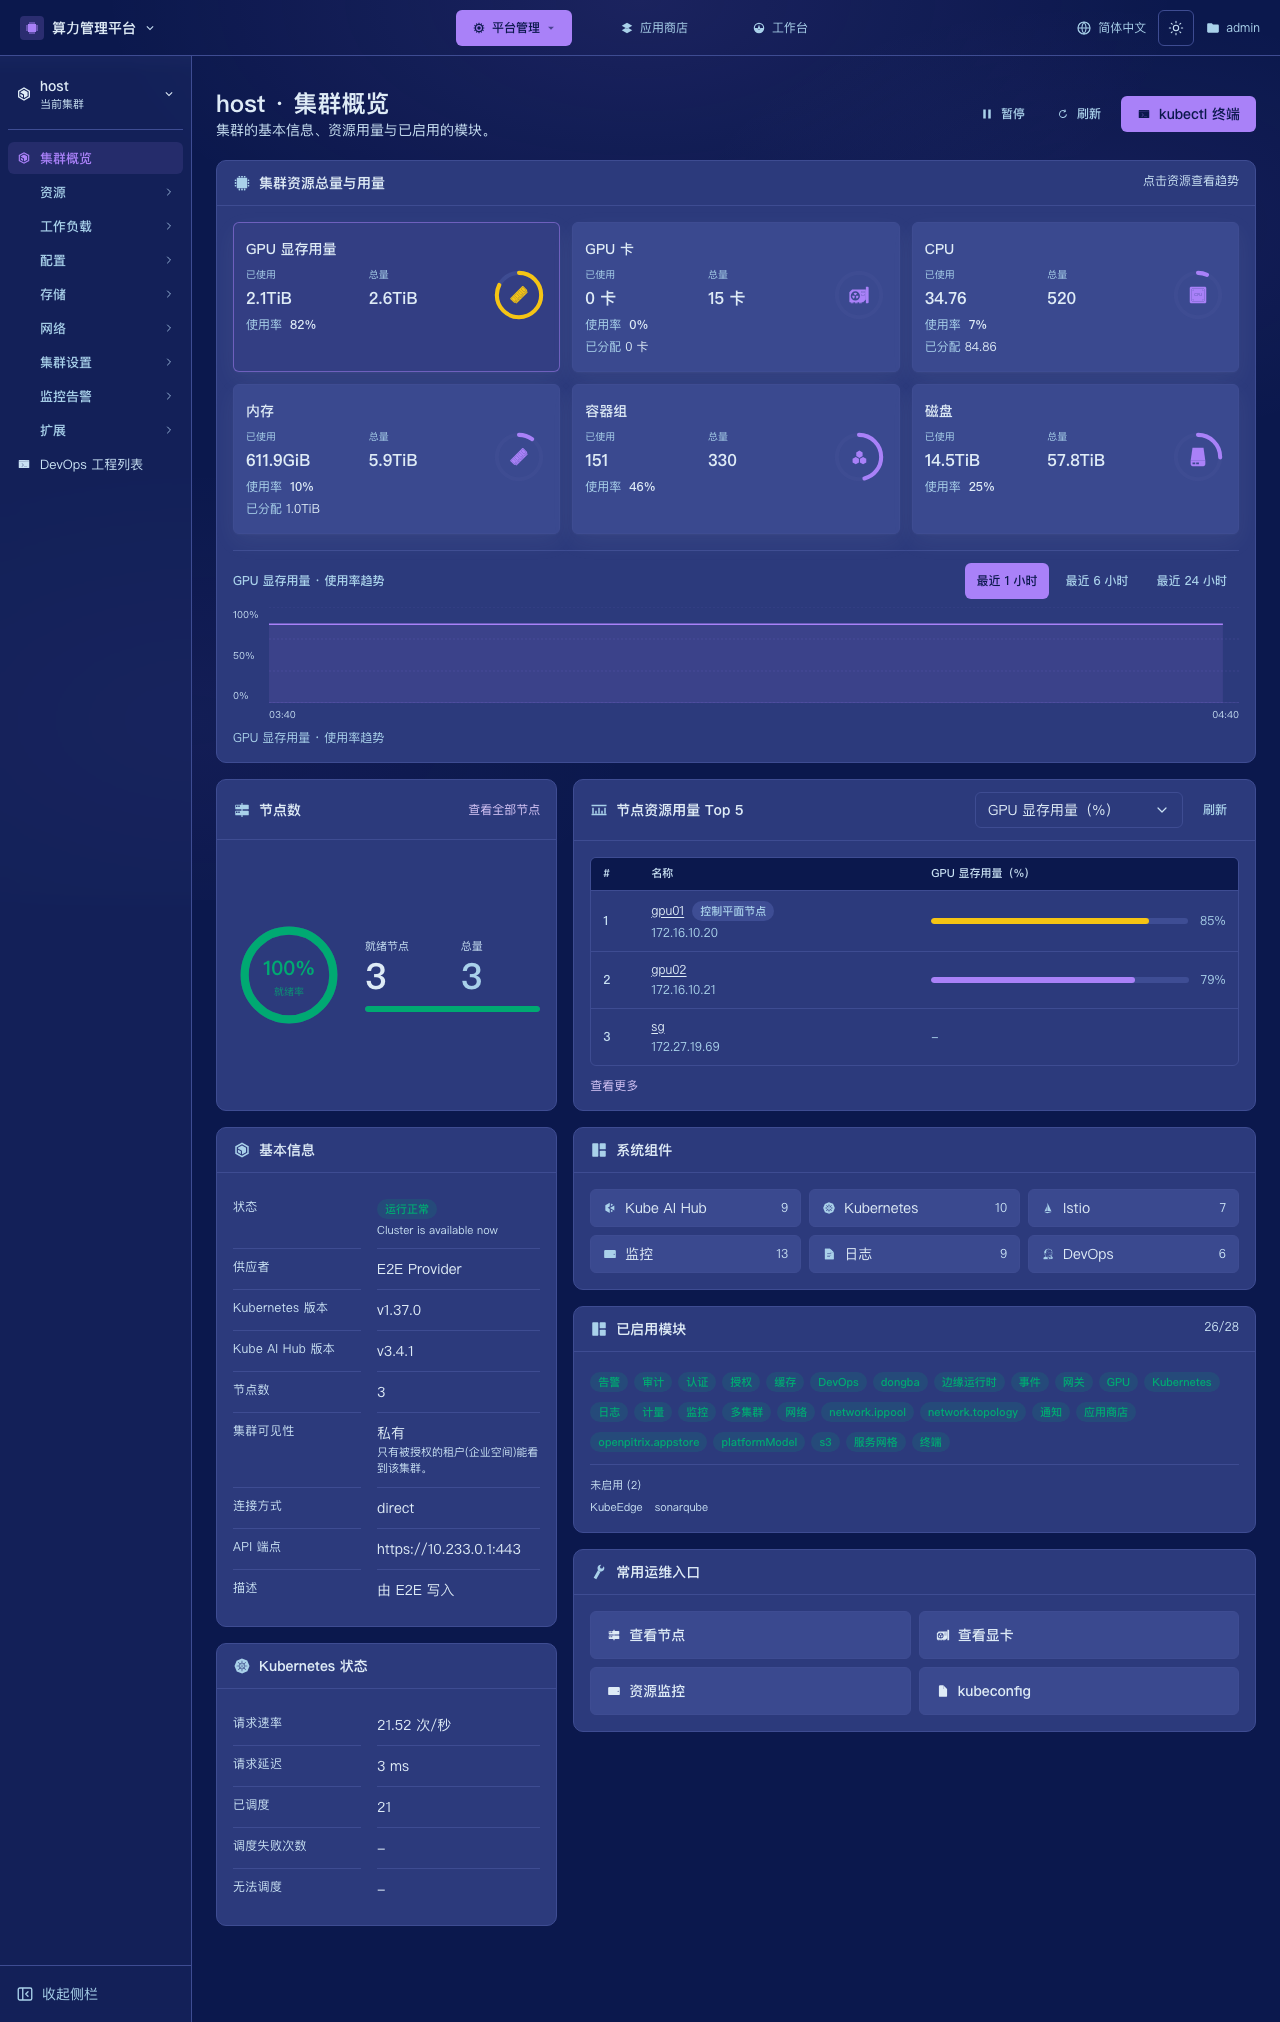 算力管理平台
平台管理
应用商店
工作台
简体中文
admin
host
当前集群
集群概览
资源
工作负载
配置
存储
网络
集群设置
监控告警
扩展
DevOps 工程列表
收起侧栏
host · 集群概览
集群的基本信息、资源用量与已启用的模块。
暂停
刷新
kubectl 终端
集群资源总量与用量
点击资源查看趋势
GPU 显存用量
已使用 总量
2.1TiB 2.6TiB
使用率 82%
GPU 卡
已使用 总量
0 卡 15 卡
使用率 0%
已分配 0 卡
CPU
已使用 总量
34.76 520
使用率 7%
已分配 84.86
内存
已使用 总量
611.9GiB 5.9TiB
使用率 10%
已分配 1.0TiB
容器组
已使用 总量
151 330
使用率 46%
磁盘
已使用 总量
14.5TiB 57.8TiB
使用率 25%
GPU 显存用量 · 使用率趋势
最近 1 小时 最近 6 小时 最近 24 小时
100%
50%
0%
03:40 04:40
GPU 显存用量 · 使用率趋势
节点数
查看全部节点
100%
就绪率
就绪节点 总量
3 3
节点资源用量 Top 5
GPU 显存用量（%）
刷新
# 名称 GPU 显存用量（%）
1 gpu01 控制平面节点 85%
172.16.10.20
2 gpu02 79%
172.16.10.21
3 sg –
172.27.19.69
查看更多
基本信息
状态 运行正常
Cluster is available now
供应者 E2E Provider
Kubernetes 版本 v1.37.0
Kube AI Hub 版本 v3.4.1
节点数 3
集群可见性 私有
只有被授权的租户(企业空间)能看
到该集群。
连接方式 direct
API 端点 https://10.233.0.1:443
描述 由 E2E 写入
Kubernetes 状态
请求速率 21.52 次/秒
请求延迟 3 ms
已调度 21
调度失败次数 –
无法调度 –
系统组件
Kube AI Hub 9
Kubernetes 10
Istio 7
监控 13
日志 9
DevOps 6
已启用模块
26/28
告警 审计 认证 授权 缓存 DevOps dongba 边缘运行时 事件 网关 GPU Kubernetes
日志 计量 监控 多集群 网络 network.ippool network.topology 通知 应用商店
openpitrix.appstore platformModel s3 服务网格 终端
未启用 (2)
KubeEdge sonarqube
常用运维入口
查看节点
查看显卡
资源监控
kubeconfig